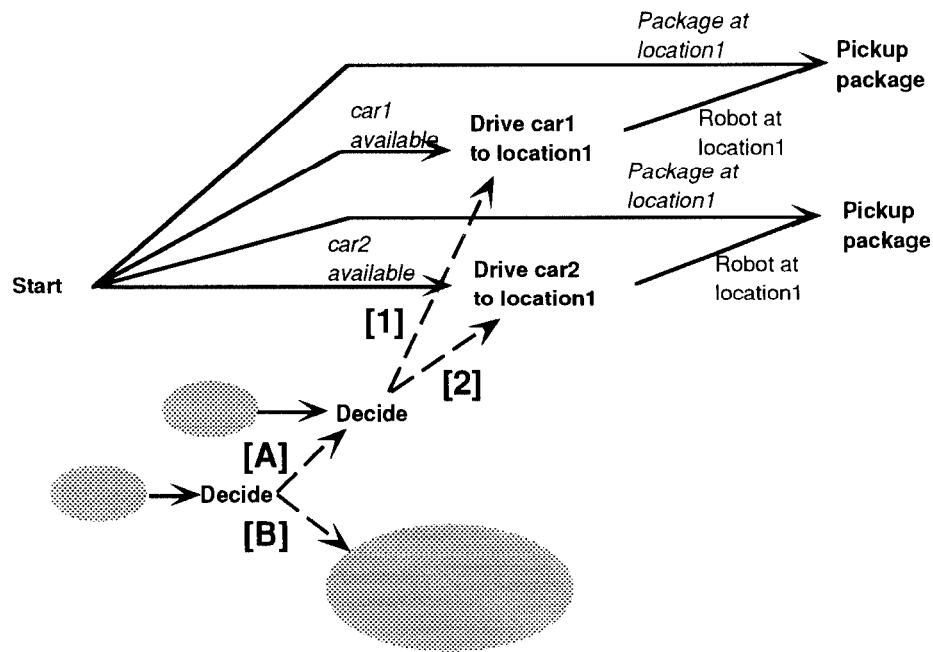 Package at
location1
Pickup
package
car1
available
Drive car1
to location1
Robot at
location1
Package at
location1
Pickup
package
car2
available
Start
Drive car2
to location1
Robot at
location1
[1]
[2]
Decide
[A]
Decide
[B]